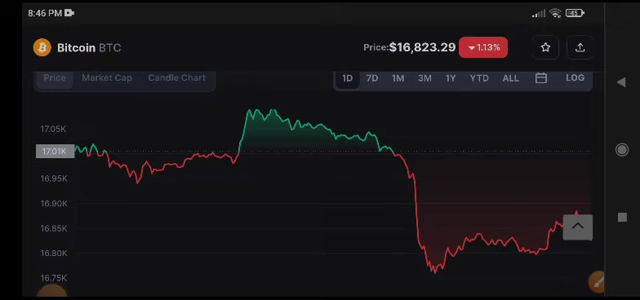 8:46 PM
Bitcoin BTC
Price:$16,823.29 1.13%
Price Market Cap Candle Chart
1D 7D 1M 3M 1Y YTD ALL LOG
17.05K
17.01K
16.95K
16.90K
16.85K
16.80K
16.75K